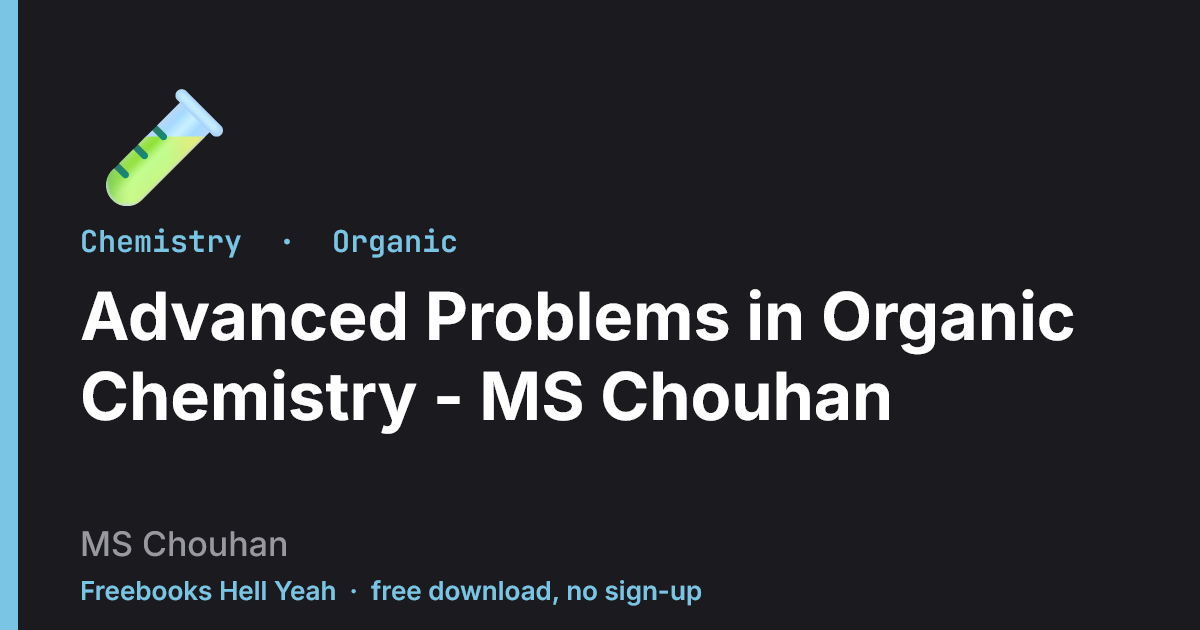 Chemistry · Organic
Advanced Problems in Organic
Chemistry - MS Chouhan
MS Chouhan
Freebooks Hell Yeah · free download, no sign-up